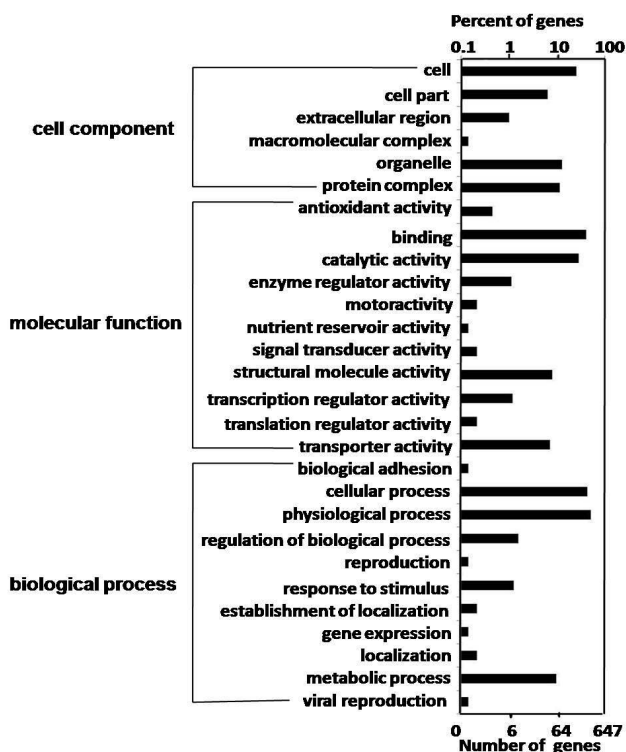 Percent of genes
0.1 1 10 100
cell
cell part
cell component
extracellular region
macromolecular complex
organelle
protein complex
antioxidant activity
binding
catalytic activity
enzyme regulator activity
molecular function
motoractivity
nutrient reservoir activity
signal transducer activity
structural molecule activity
transcription regulator activity
translation regulator activity
transporter activity
biological adhesion
cellular process
physiological process
regulation of biological process
reproduction
biological process
response to stimulus
establishment of localization
gene expression
localization
metabolic process
viral reproduction
0 6 64 647
Number of genes